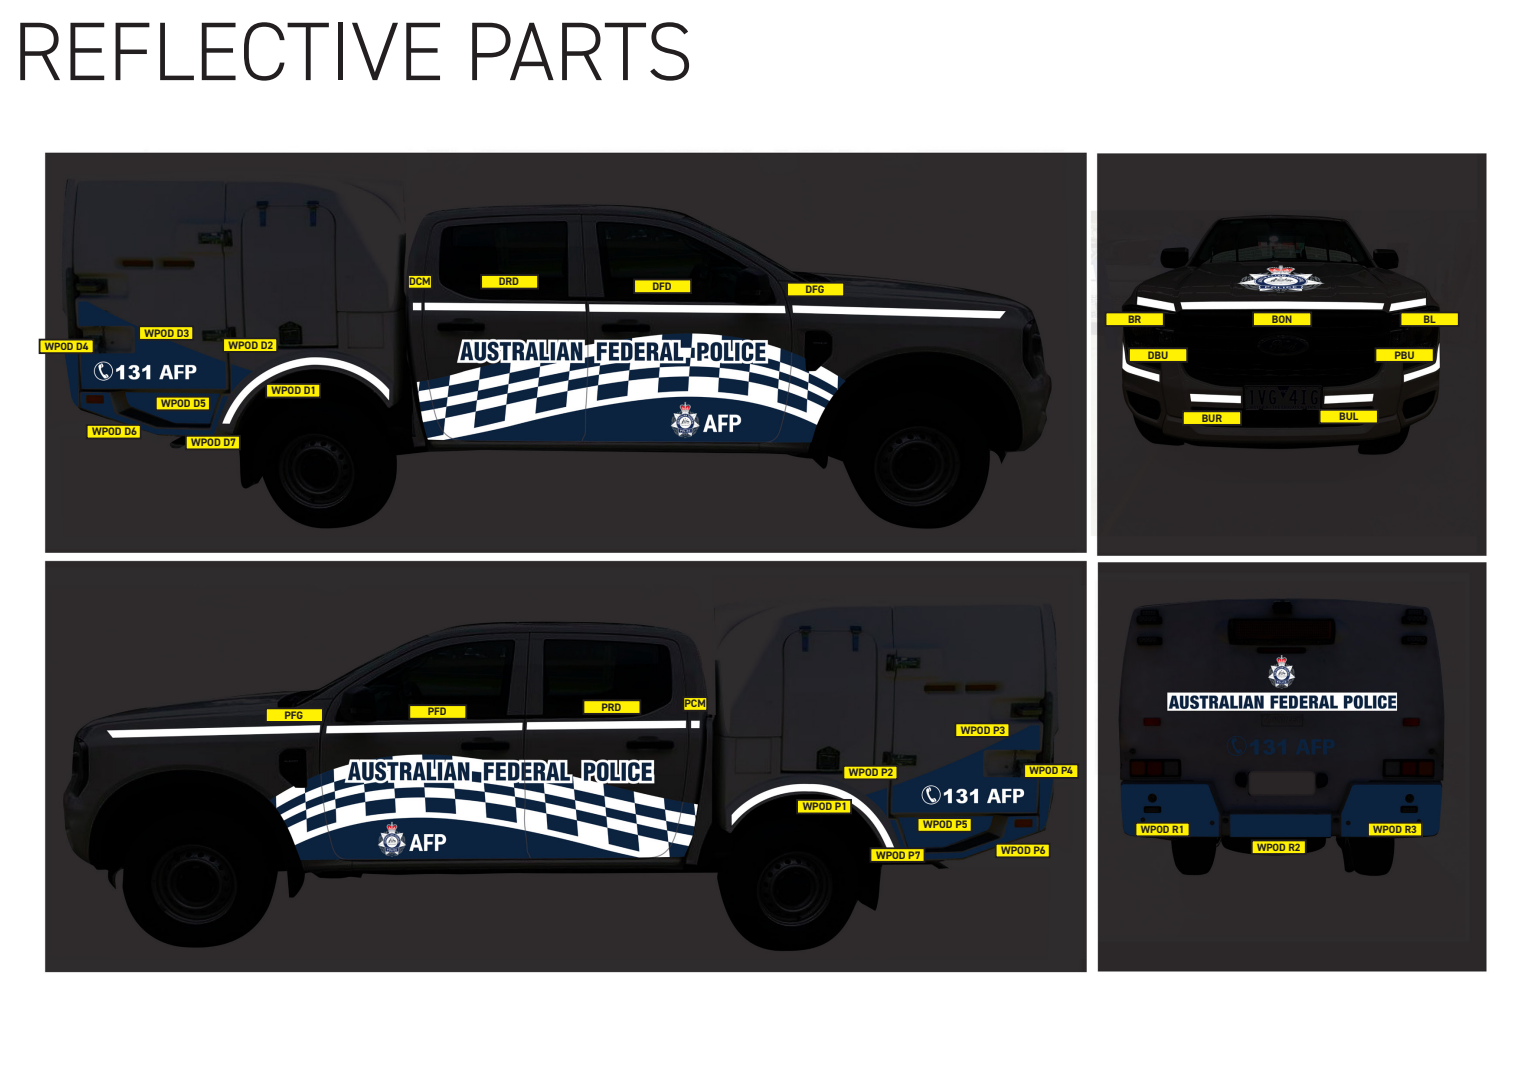 REFLECTIVE PARTS
DCM
DRD
DFD
DFG
WPOD D3
WPOD D4
WPOD D2
AUSTRALIAN FEDERAL POLICE
131 AFP
WPOD D1
WPOD D5
AFP
WPOD D6
WPOD D7
BR
BON
BL
DBU
PBU
1VG 4IG
BUR
BUL
PFG
PFD
PRD
PCM
WPOD P3
WPOD P2
WPOD P4
AUSTRALIAN FEDERAL POLICE
131 AFP
WPOD P1
WPOD P5
AFP
WPOD P7
WPOD P6
AUSTRALIAN FEDERAL POLICE
131 AFP
WPOD R1
WPOD R3
WPOD R2